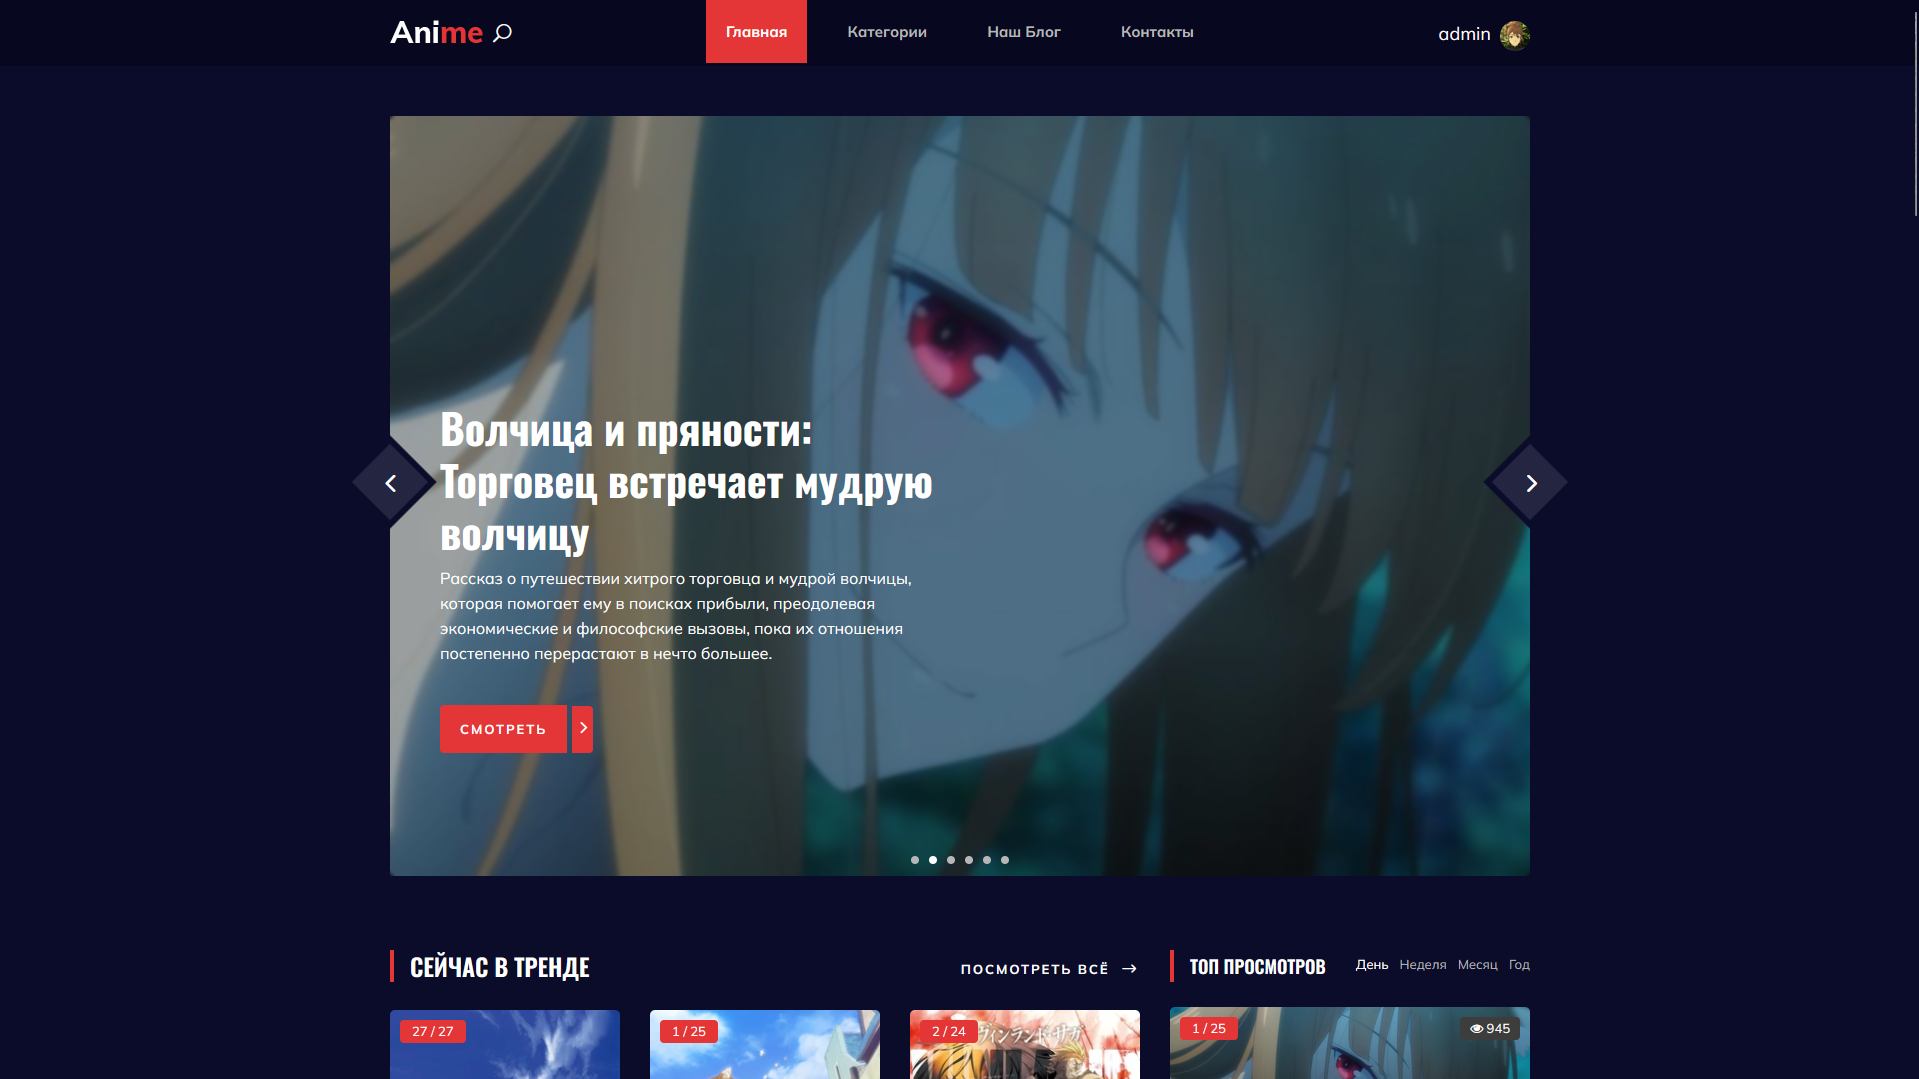 Anime
Главная
Категории
Наш Блог
Контакты
admin
Волчица и пряности:
Торговец встречает мудрую
волчицу
Рассказ о путешествии хитрого торговца и мудрой волчицы,
которая помогает ему в поисках прибыли, преодолевая
экономические и философские вызовы, пока их отношения
постепенно перерастают в нечто большее.
СМОТРЕТЬ
СЕЙЧАС В ТРЕНДЕ
ПОСМОТРЕТЬ ВСЁ
ТОП ПРОСМОТРОВ
День Неделя Месяц Год
27 / 27
1 / 25
2 / 24
ヴィンランド・サガ
1 / 25
945